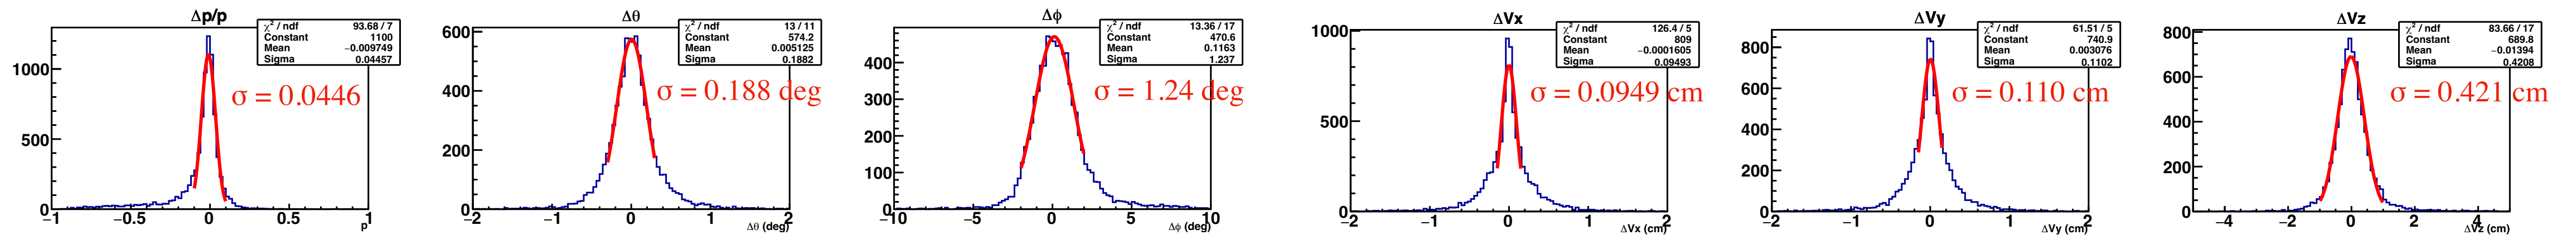 Δp/p
χ² / ndf 93.68 / 7
Constant 1100
Mean −0.009749
Sigma 0.04457
σ = 0.0446
1000
500
0
−1 −0.5 0 0.5 1
p
Δθ
χ² / ndf 13 / 11
Constant 574.2
Mean 0.005125
Sigma 0.1882
σ = 0.188 deg
600
400
200
0
−2 −1 0 1 2
Δθ (deg)
Δϕ
χ² / ndf 13.36 / 17
Constant 470.6
Mean 0.1163
Sigma 1.237
σ = 1.24 deg
400
300
200
100
0
−10 −5 0 5 10
Δϕ (deg)
ΔVx
χ² / ndf 126.4 / 5
Constant 809
Mean −0.0001605
Sigma 0.09493
σ = 0.0949 cm
1000
500
0
−2 −1 0 1 2
ΔVx (cm)
ΔVy
χ² / ndf 61.51 / 5
Constant 740.9
Mean 0.003076
Sigma 0.1102
σ = 0.110 cm
800
600
400
200
0
−2 −1 0 1 2
ΔVy (cm)
ΔVz
χ² / ndf 83.66 / 17
Constant 689.8
Mean −0.01394
Sigma 0.4208
σ = 0.421 cm
800
600
400
200
0
−4 −2 0 2 4
ΔVz (cm)